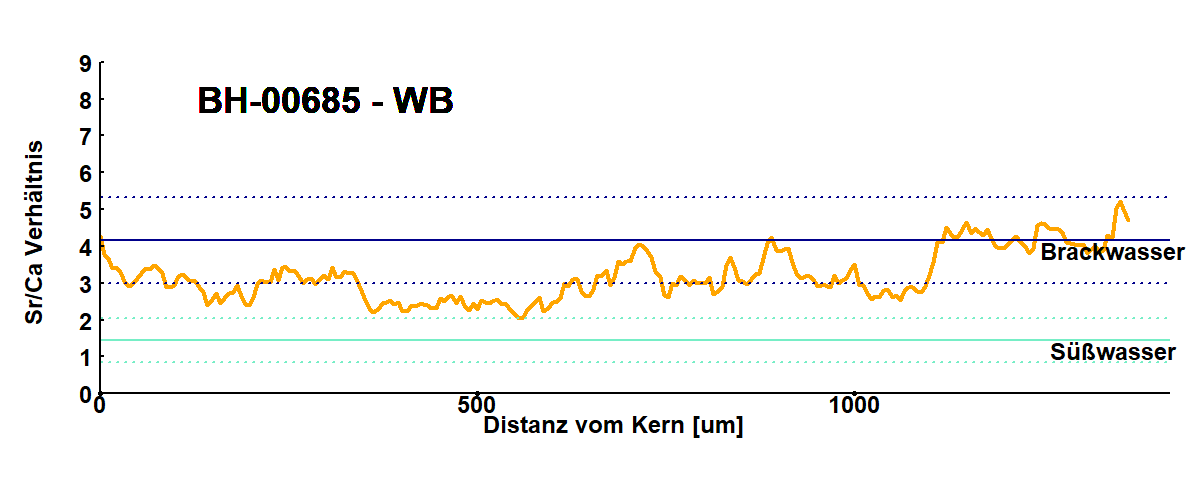 BH-00685 - WB
Sr/Ca Verhältnis
9
8
7
6
5
4
3
2
1
0
Brackwasser
Süßwasser
0 500 1000
Distanz vom Kern [um]